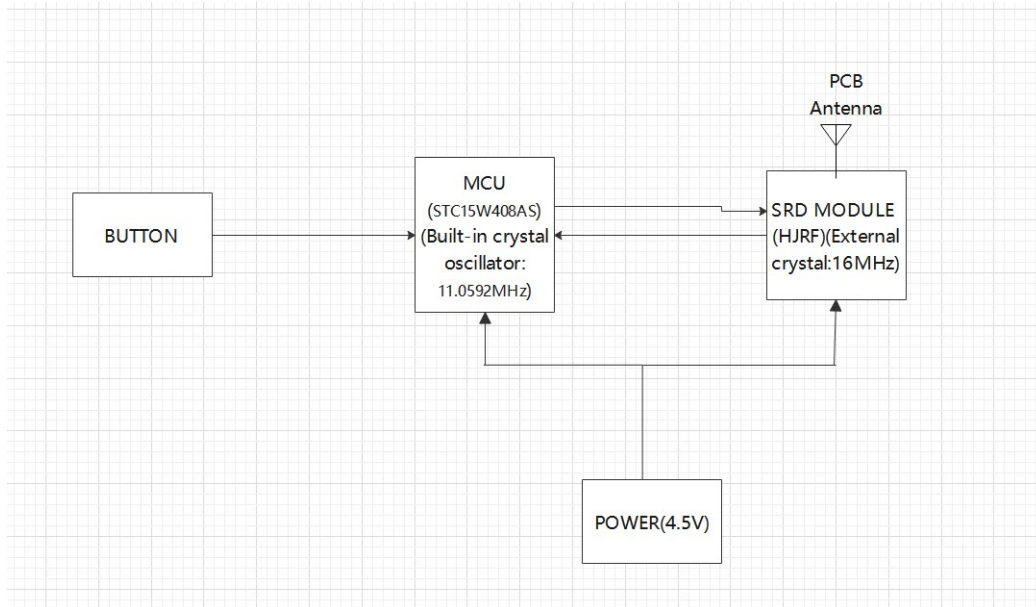 PCB
Antenna
MCU
(STC15W408AS)
(Built-in crystal
oscillator:
11.0592MHz)
SRD MODULE
(HJRF)(External
crystal:16MHz)
BUTTON
POWER(4.5V)